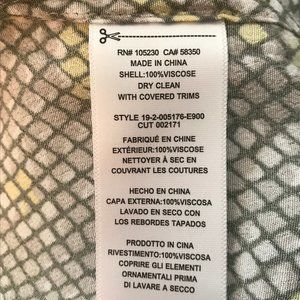 RN# 105230 CA# 58350
MADE IN CHINA
SHELL:100%VISCOSE
DRY CLEAN
WITH COVERED TRIMS
STYLE 19-2-005176-E900
CUT 002171
FABRIQUÉ EN CHINE
EXTÉRIEUR:100%VISCOSE
NETTOYER À SEC EN
COUVRANT LES COUTURES
HECHO EN CHINA
CAPA EXTERNA:100%VISCOSA
LAVADO EN SECO CON
LOS REBORDES TAPADOS
PRODOTTO IN CINA
RIVESTIMENTO:100%VISCOSA
COPRIRE GLI ELEMENTI
ORNAMENTALI PRIMA
DI LAVARE A SECCO